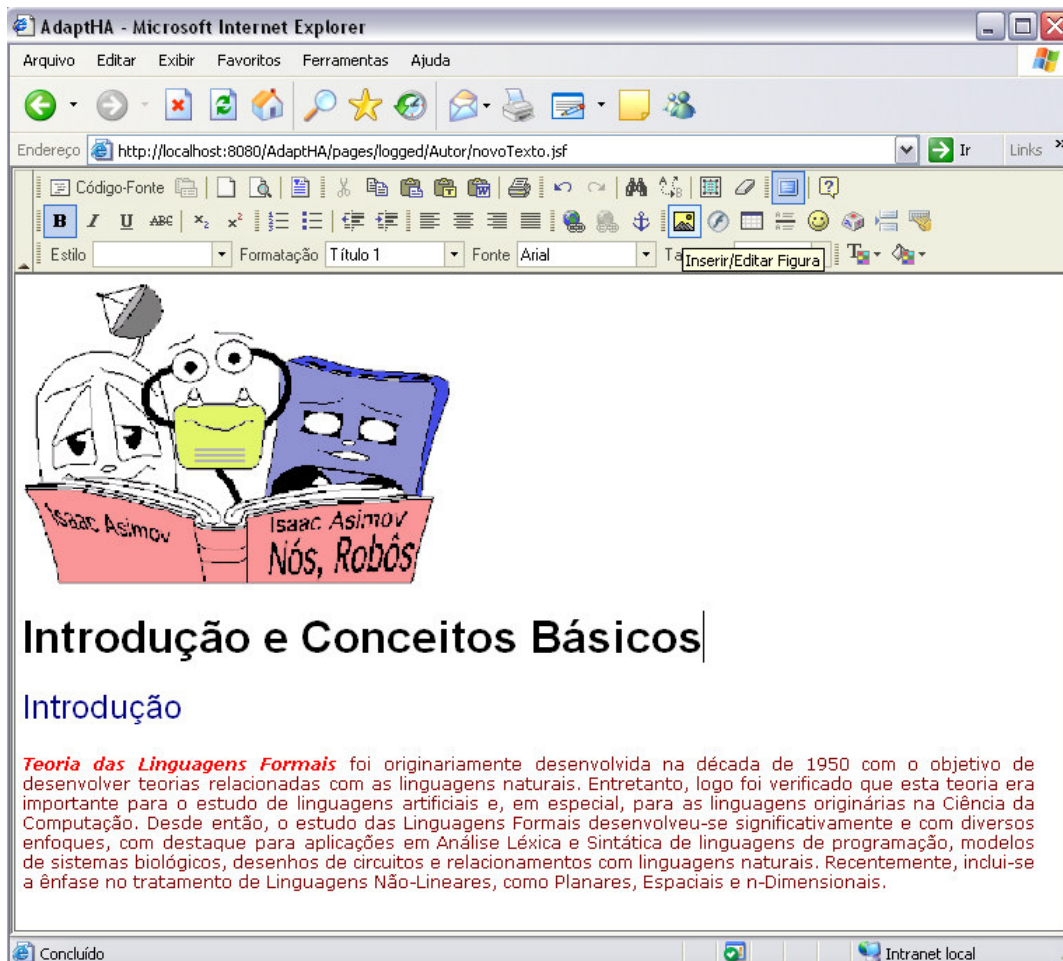 AdaptHA - Microsoft Internet Explorer
Arquivo Editar Exibir Favoritos Ferramentas Ajuda
Endereço http://localhost:8080/AdaptHA/pages/logged/Autor/novoTexto.jsf Ir Links »
Código-Fonte
B I U ABC ×₂ ×²
Estilo Formatação Título 1 Fonte Arial Ta
Inserir/Editar Figura
Isaac Asimov
Isaac Asimov
Nós, Robôs
Introdução e Conceitos Básicos
Introdução
Teoria das Linguagens Formais foi originariamente desenvolvida na década de 1950 com o objetivo de
desenvolver teorias relacionadas com as linguagens naturais. Entretanto, logo foi verificado que esta teoria era
importante para o estudo de linguagens artificiais e, em especial, para as linguagens originárias na Ciência da
Computação. Desde então, o estudo das Linguagens Formais desenvolveu-se significativamente e com diversos
enfoques, com destaque para aplicações em Análise Léxica e Sintática de linguagens de programação, modelos
de sistemas biológicos, desenhos de circuitos e relacionamentos com linguagens naturais. Recentemente, inclui-se
a ênfase no tratamento de Linguagens Não-Lineares, como Planares, Espaciais e n-Dimensionais.
Concluído Intranet local